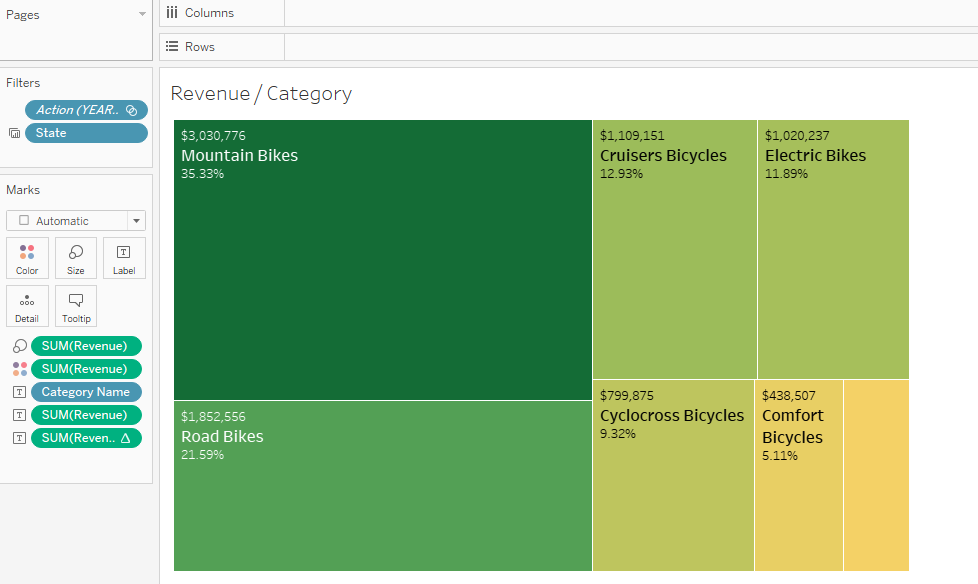 Pages
Columns
Rows
Filters
Action (YEAR..
State
Marks
Automatic
Color
Size
T
Label
Detail
Tooltip
SUM(Revenue)
SUM(Revenue)
T
Category Name
T
SUM(Revenue)
T
SUM(Reven.. Δ
Revenue / Category
$3,030,776
Mountain Bikes
35.33%
$1,852,556
Road Bikes
21.59%
$1,109,151
Cruisers Bicycles
12.93%
$1,020,237
Electric Bikes
11.89%
$799,875
Cyclocross Bicycles
9.32%
$438,507
Comfort
Bicycles
5.11%